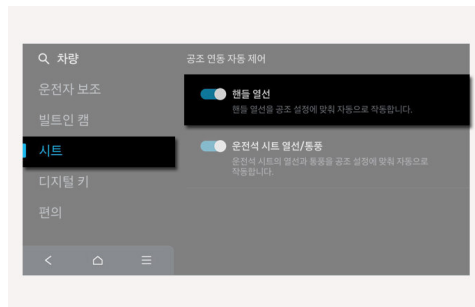 차량
공조 연동 자동 제어
운전자 보조
빌트인 캠
시트
디지털 키
편의
핸들 열선
핸들 열선을 공조 설정에 맞춰 자동으로 작동합니다.
운전석 시트 열선/통풍
운전석 시트의 열선과 통풍을 공조 설정에 맞춰 자동으로
작동합니다.